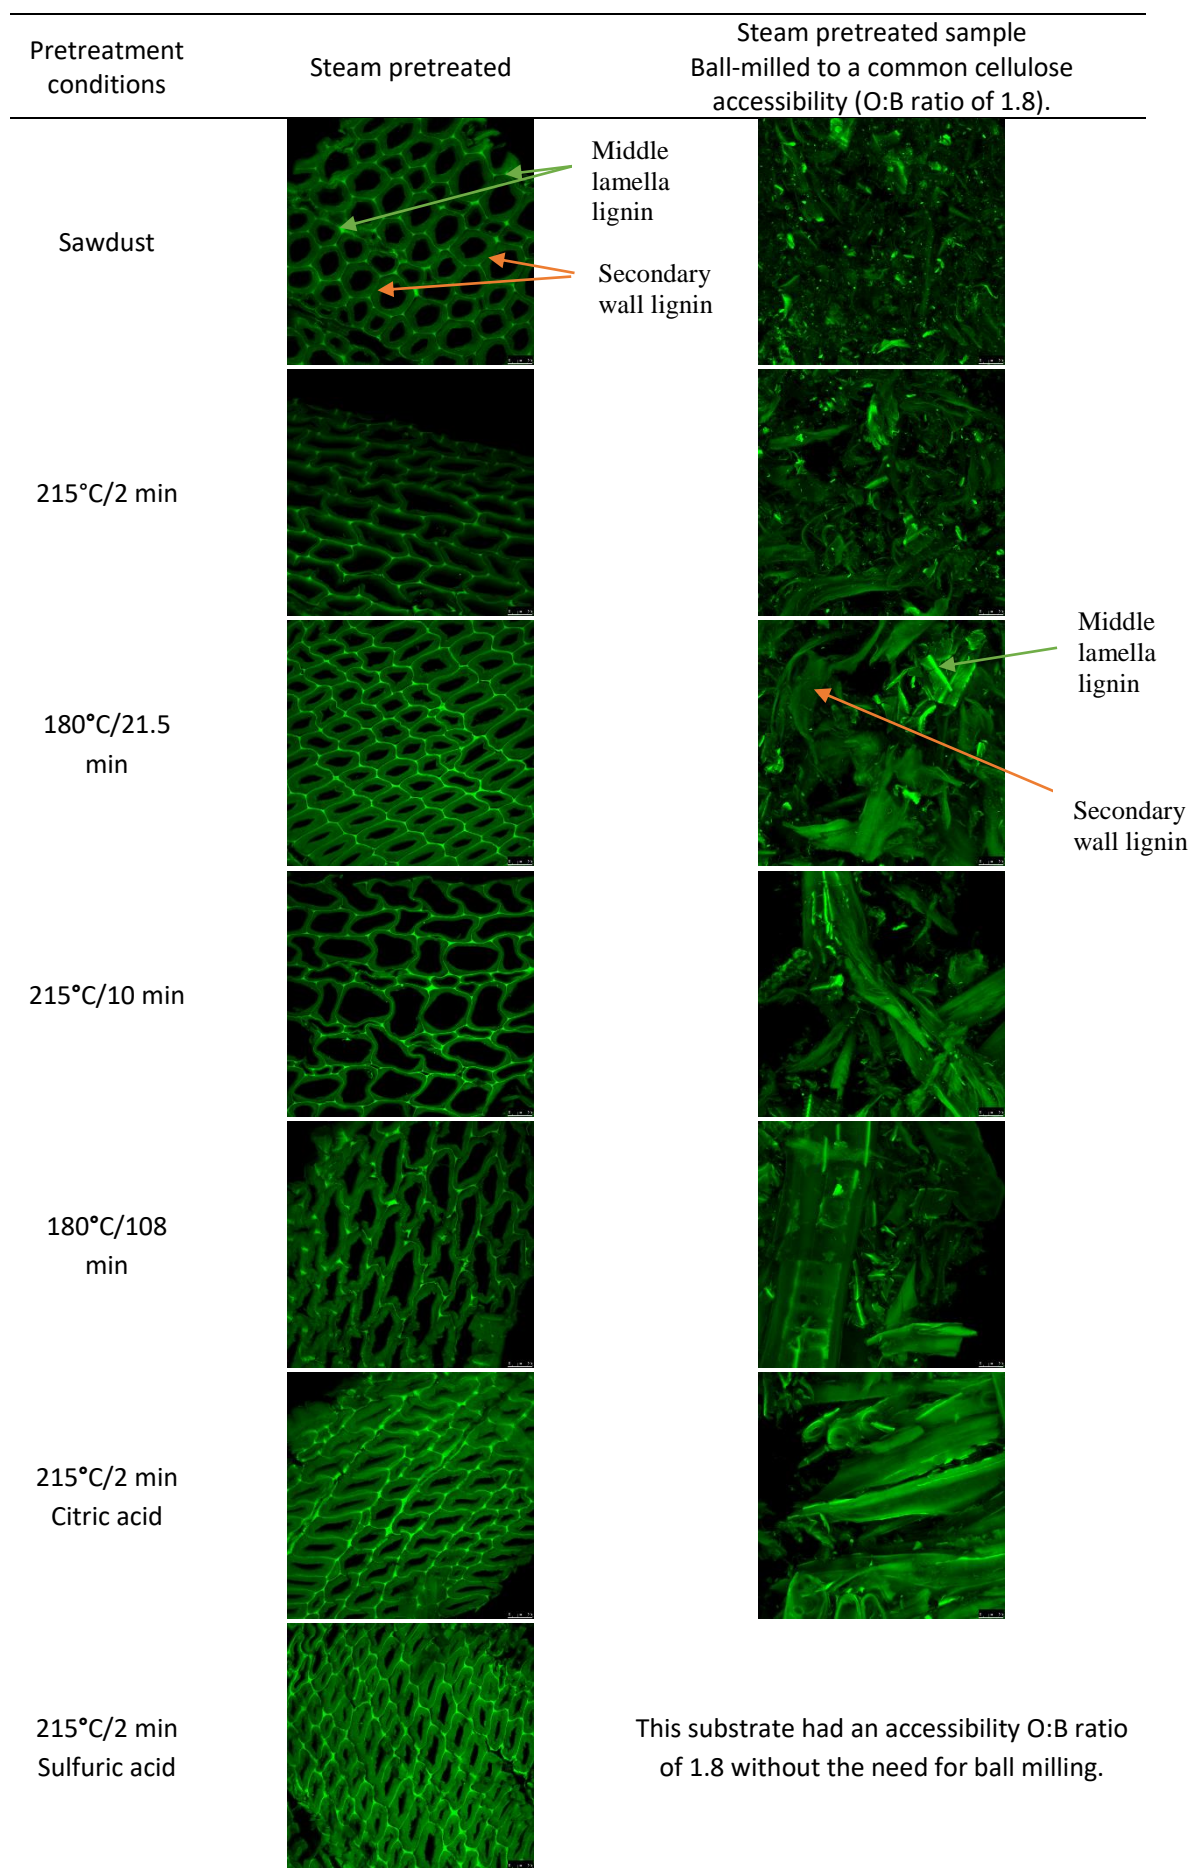 Pretreatment
conditions
Steam pretreated
Steam pretreated sample
Ball-milled to a common cellulose
accessibility (O:B ratio of 1.8).
Sawdust
Middle
lamella
lignin
Secondary
wall lignin
215°C/2 min
180°C/21.5
min
Middle
lamella
lignin
Secondary
wall lignin
215°C/10 min
180°C/108
min
215°C/2 min
Citric acid
215°C/2 min
Sulfuric acid
This substrate had an accessibility O:B ratio
of 1.8 without the need for ball milling.